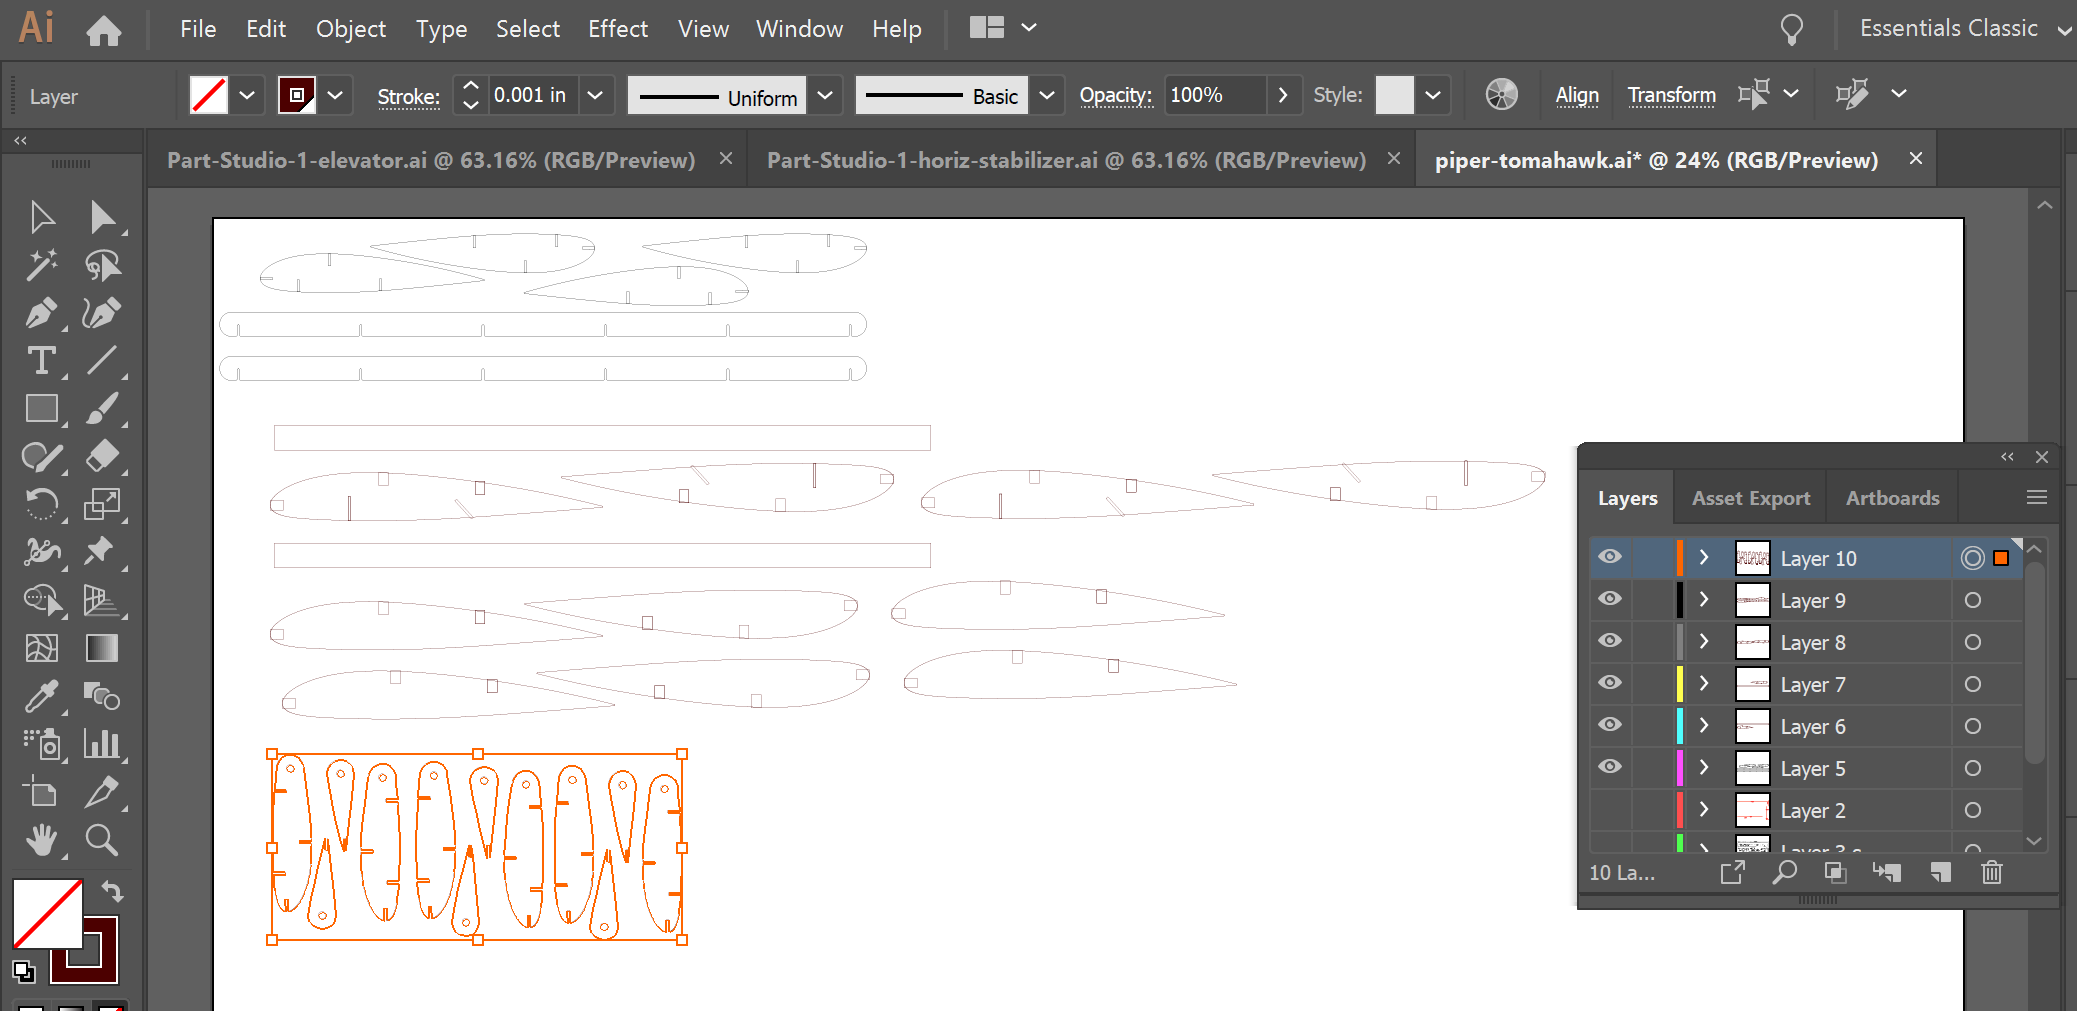 Ai File Edit Object Type Select Effect View Window Help Essentials Classic
Layer Stroke: 0.001 in Uniform Basic Opacity: 100% Style: Align Transform
Part-Studio-1-elevator.ai @ 63.16% (RGB/Preview) Part-Studio-1-horiz-stabilizer.ai @ 63.16% (RGB/Preview) piper-tomahawk.ai* @ 24% (RGB/Preview)
Layers Asset Export Artboards
Layer 10
Layer 9
Layer 8
Layer 7
Layer 6
Layer 5
Layer 2
Layer 3 c
10 La...